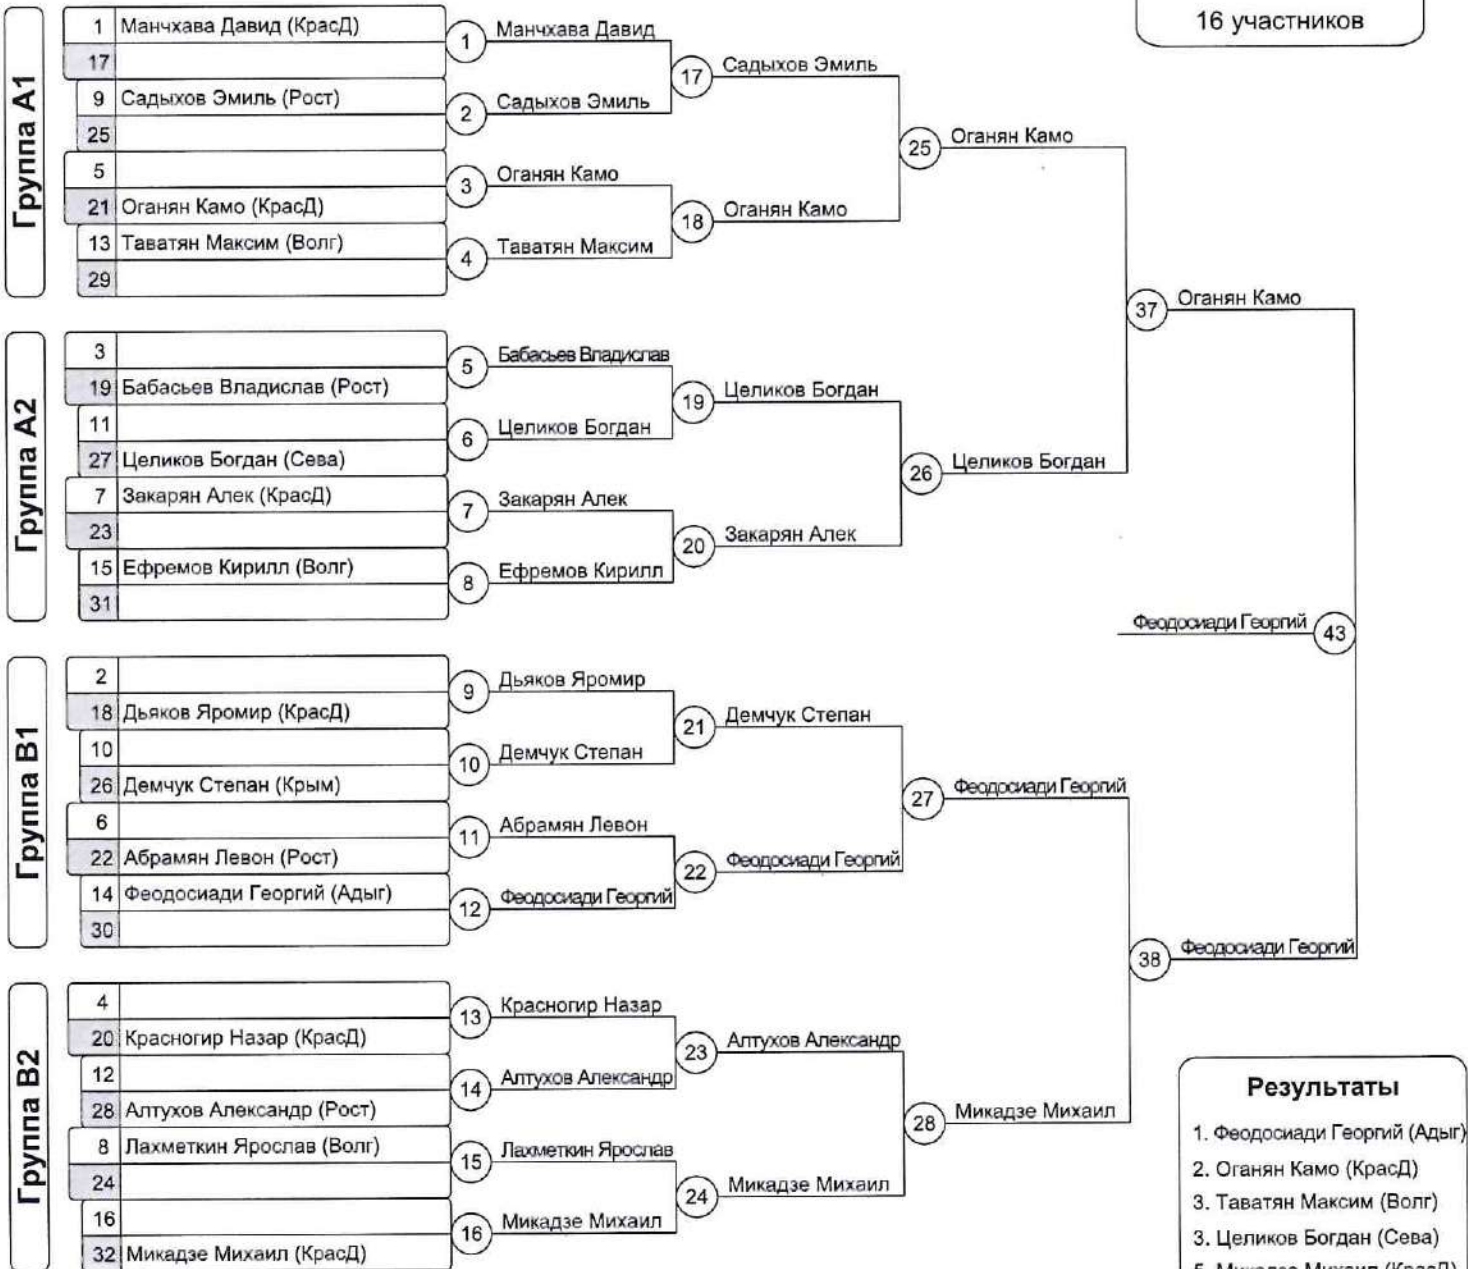 16 участников
Группа A1
1 Манчхава Давид (КрасД)
17
9 Садыхов Эмиль (Рост)
25
5
21 Оганян Камо (КрасД)
13 Таватян Максим (Волг)
29
1 Манчхава Давид
2 Садыхов Эмиль
3 Оганян Камо
4 Таватян Максим
17 Садыхов Эмиль
18 Оганян Камо
25 Оганян Камо
Группа A2
3
19 Бабасьев Владислав (Рост)
11
27 Целиков Богдан (Сева)
7 Закарян Алек (КрасД)
23
15 Ефремов Кирилл (Волг)
31
5 Бабасьев Владислав
6 Целиков Богдан
7 Закарян Алек
8 Ефремов Кирилл
19 Целиков Богдан
20 Закарян Алек
26 Целиков Богдан
37 Оганян Камо
Феодосиади Георгий 43
Группа B1
2
18 Дьяков Яромир (КрасД)
10
26 Демчук Степан (Крым)
6
22 Абрамян Левон (Рост)
14 Феодосиади Георгий (Адыг)
30
9 Дьяков Яромир
10 Демчук Степан
11 Абрамян Левон
12 Феодосиади Георгий
21 Демчук Степан
22 Феодосиади Георгий
27 Феодосиади Георгий
Группа B2
4
20 Красногир Назар (КрасД)
12
28 Алтухов Александр (Рост)
8 Лахметкин Ярослав (Волг)
24
16
32 Микадзе Михаил (КрасД)
13 Красногир Назар
14 Алтухов Александр
15 Лахметкин Ярослав
16 Микадзе Михаил
23 Алтухов Александр
24 Микадзе Михаил
28 Микадзе Михаил
38 Феодосиади Георгий
Результаты
1. Феодосиади Георгий (Адыг)
2. Оганян Камо (КрасД)
3. Таватян Максим (Волг)
3. Целиков Богдан (Сева)
5. Микадзе Михаил (КрасД)